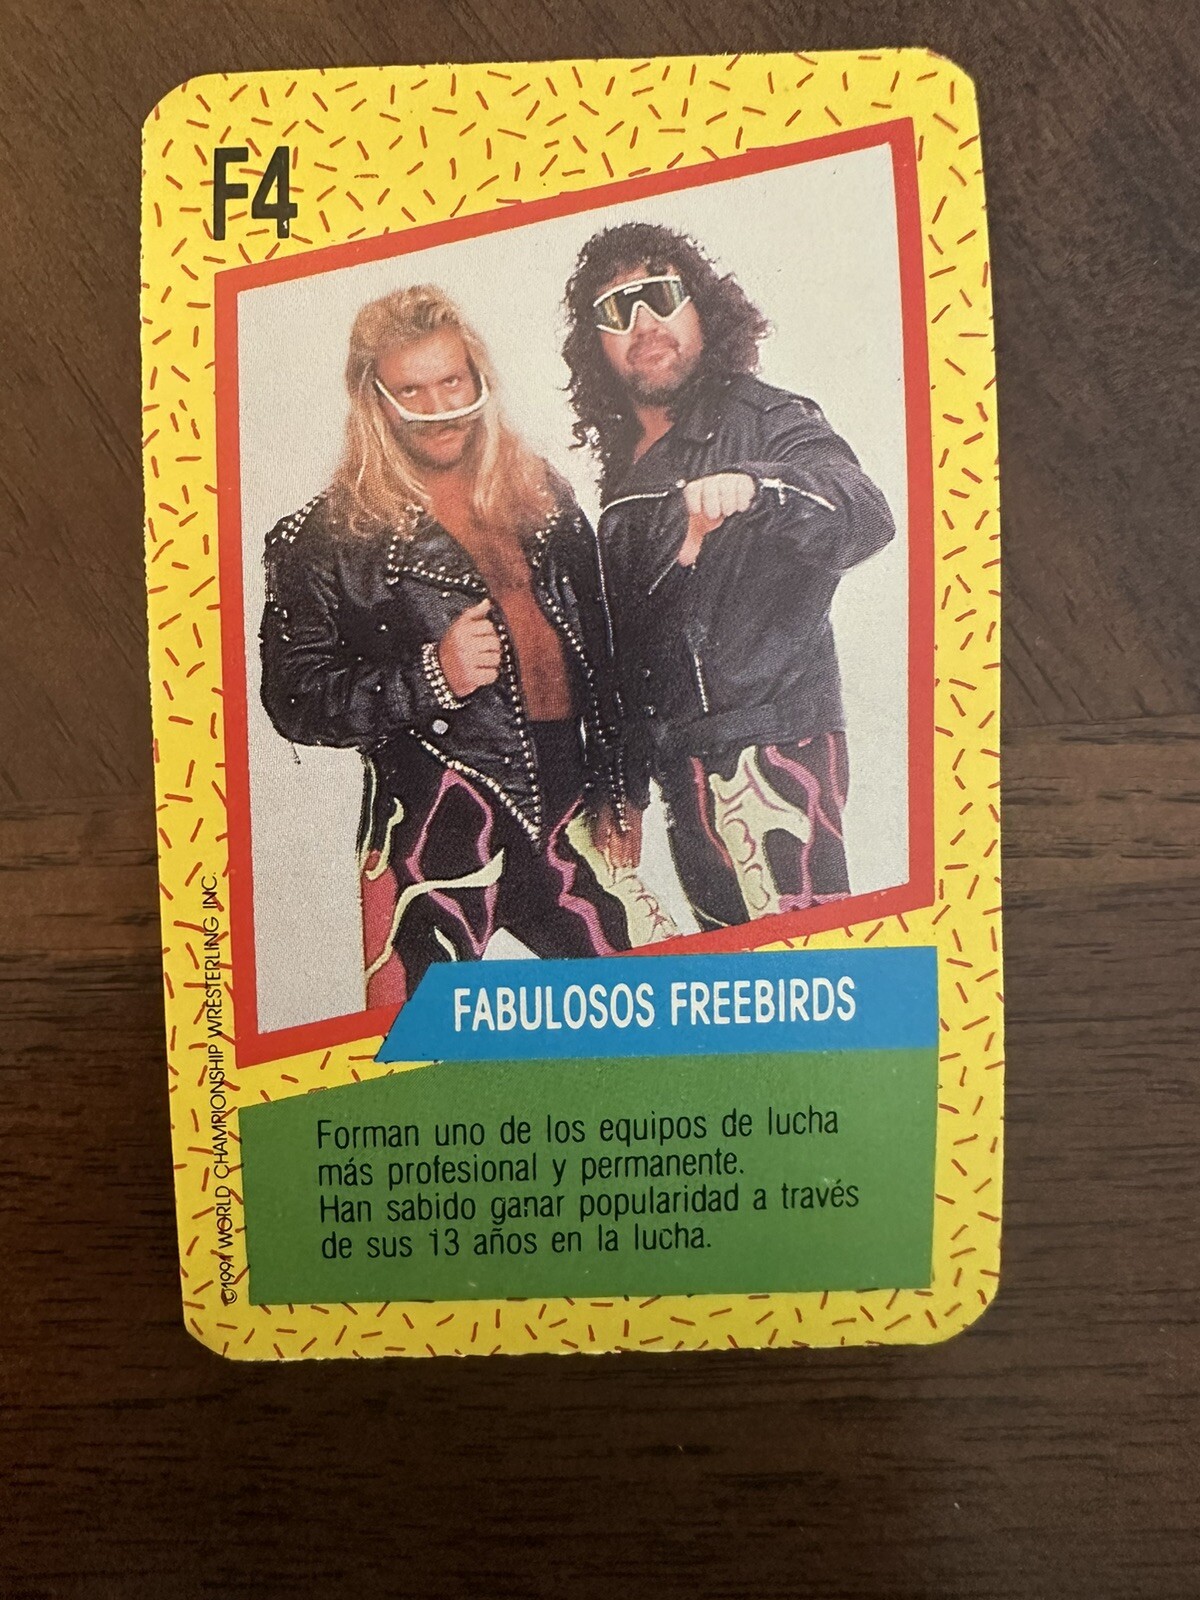 F4
FABULOSOS FREEBIRDS
Forman uno de los equipos de lucha
más profesional y permanente.
Han sabido ganar popularidad a través
de sus 13 años en la lucha.
©1991 WORLD CHAMPIONSHIP WRESTERLING INC.